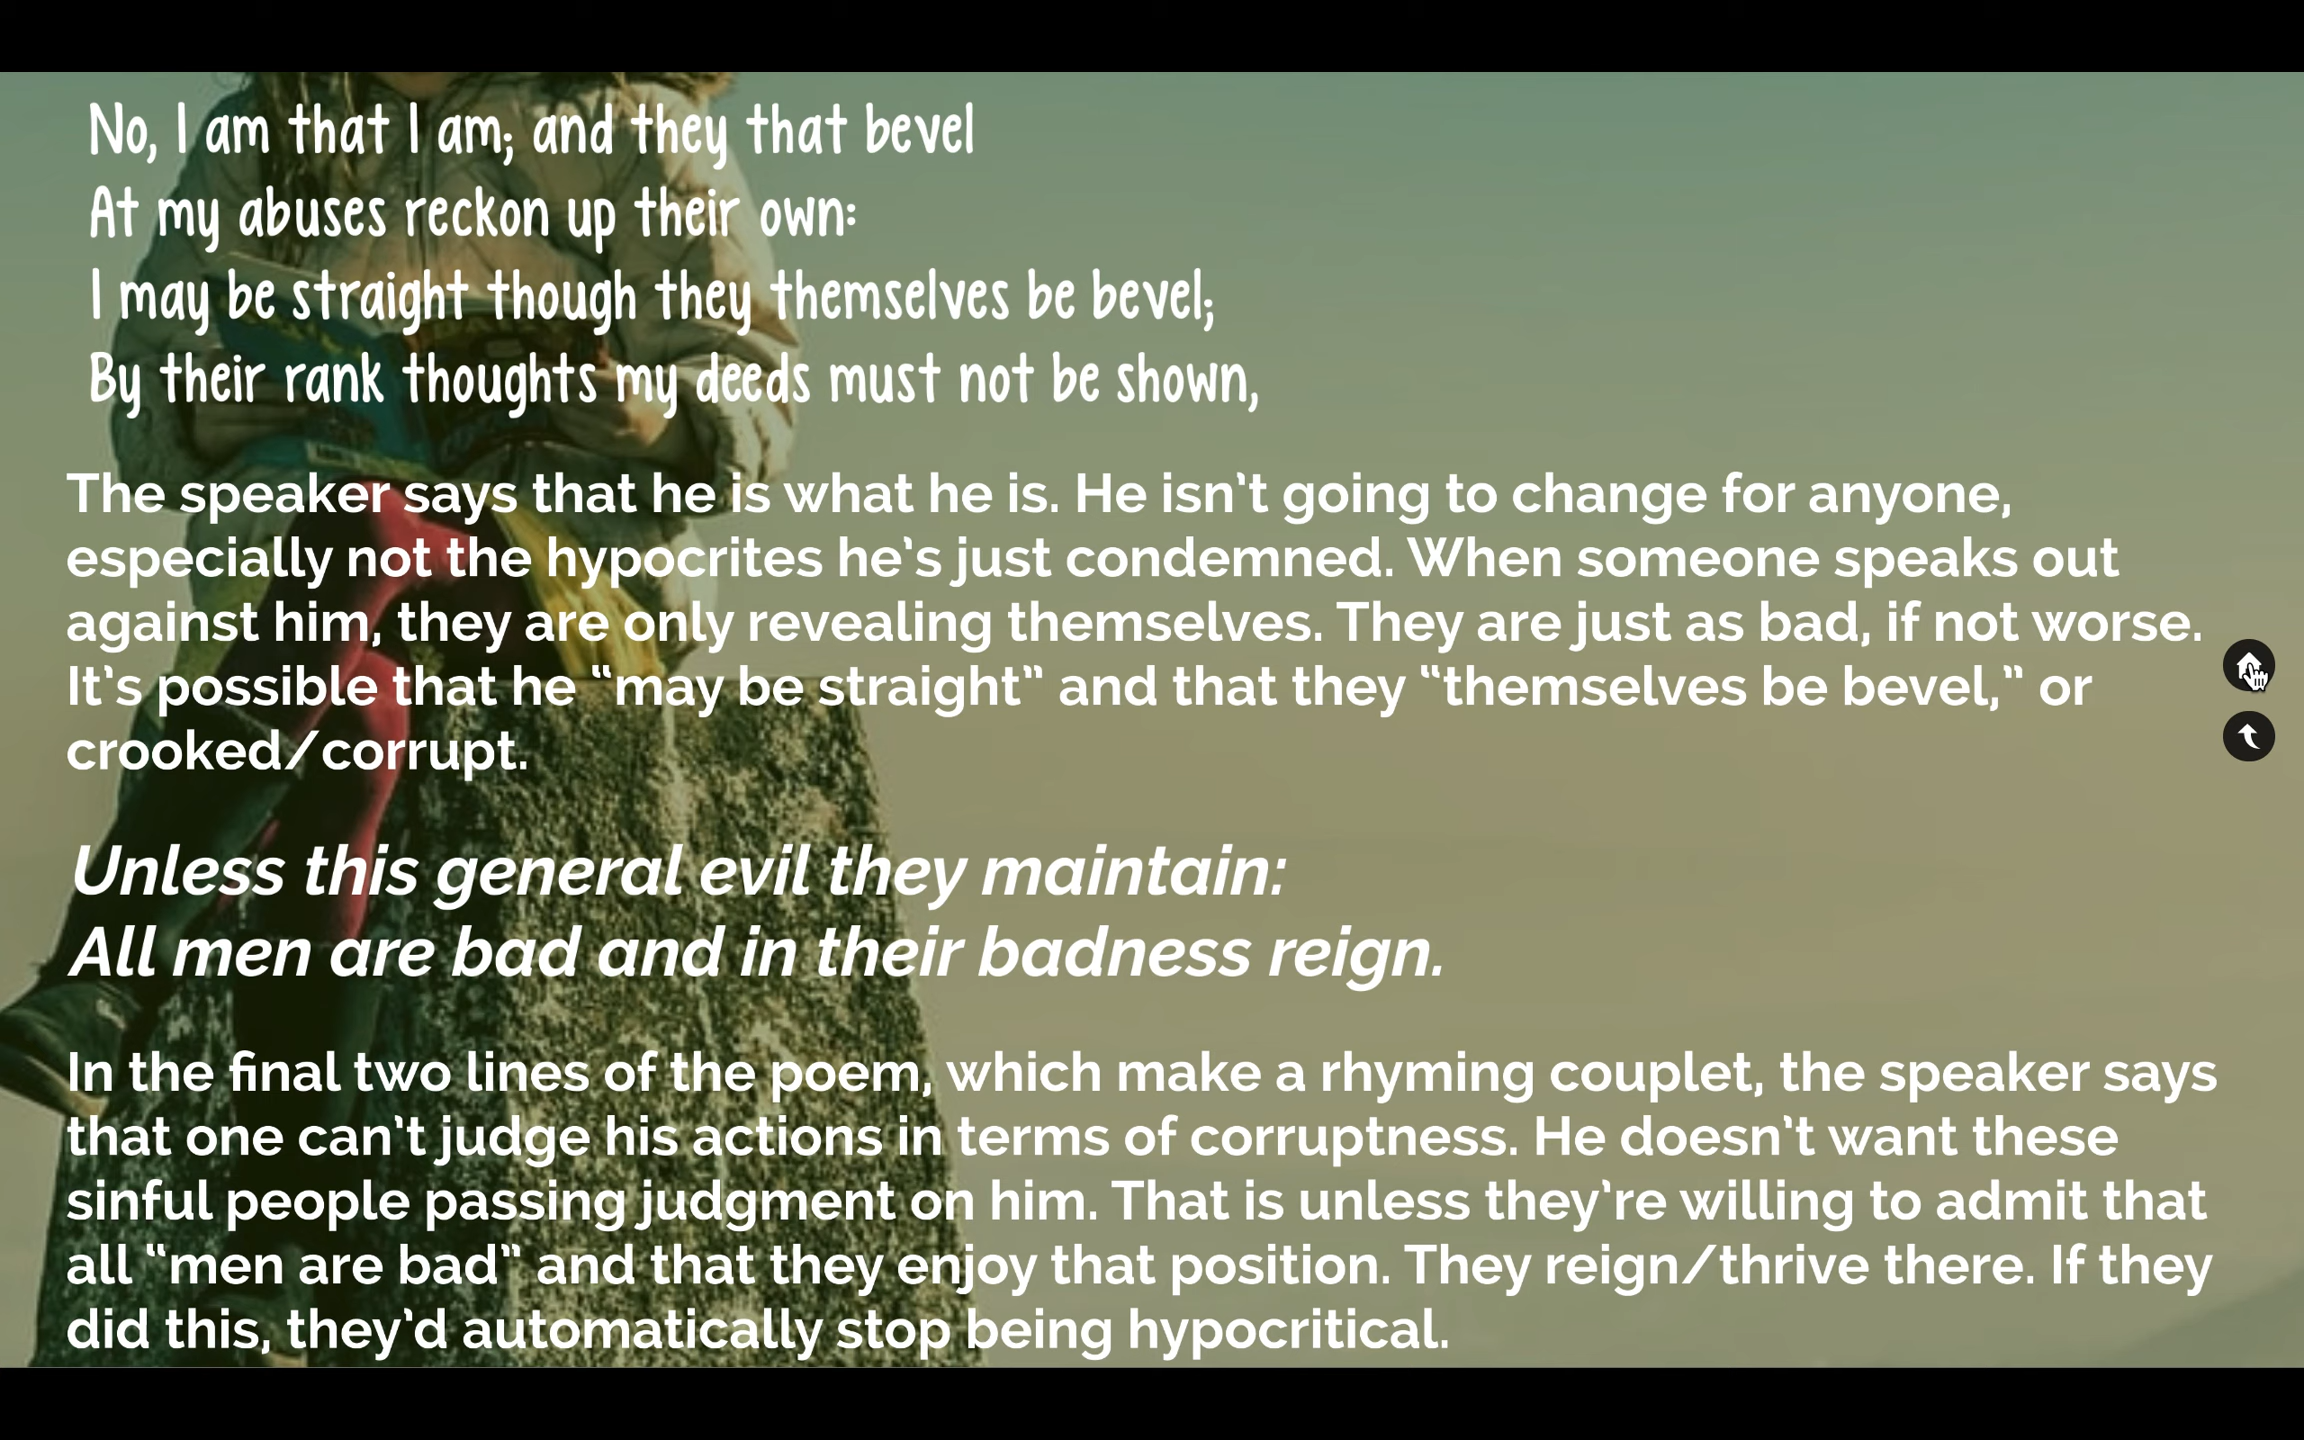 No, I am that I am; and they that bevel
At my abuses reckon up their own:
I may be straight though they themselves be bevel;
By their rank thoughts my deeds must not be shown,
The speaker says that he is what he is. He isn’t going to change for anyone,
especially not the hypocrites he’s just condemned. When someone speaks out
against him, they are only revealing themselves. They are just as bad, if not worse.
It’s possible that he “may be straight” and that they “themselves be bevel,” or
crooked/corrupt.
Unless this general evil they maintain:
All men are bad and in their badness reign.
In the final two lines of the poem, which make a rhyming couplet, the speaker says
that one can’t judge his actions in terms of corruptness. He doesn’t want these
sinful people passing judgment on him. That is unless they’re willing to admit that
all “men are bad” and that they enjoy that position. They reign/thrive there. If they
did this, they’d automatically stop being hypocritical.